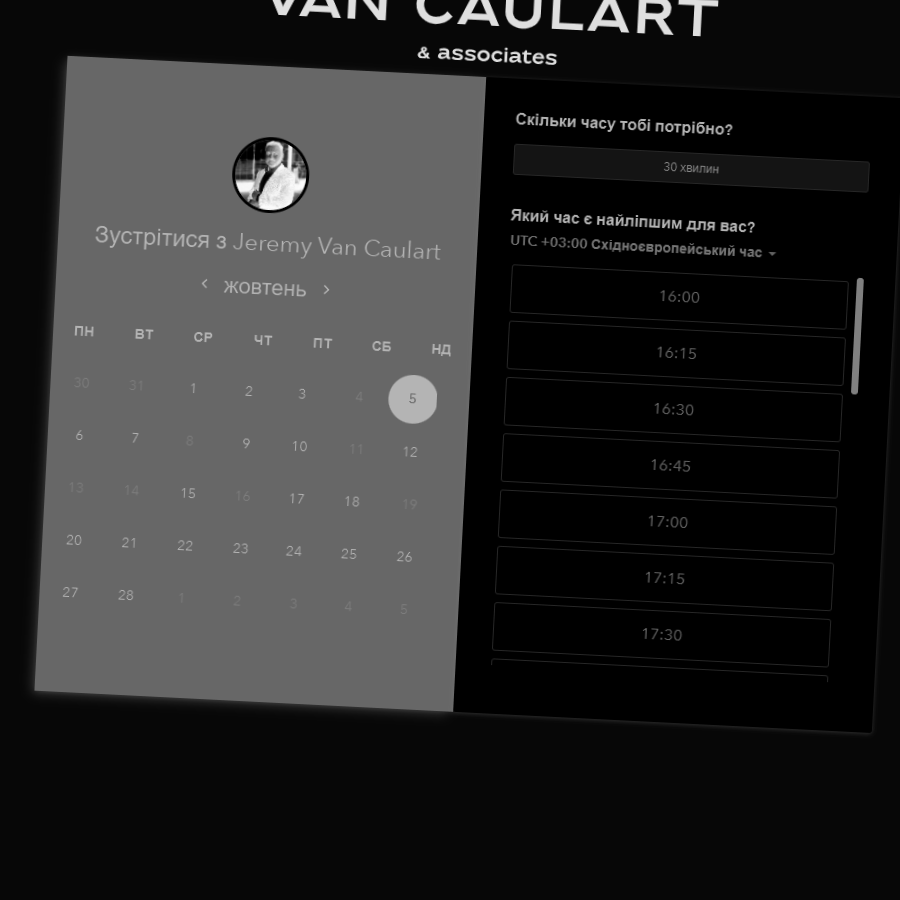 VAN CAULART
& associates
Зустрітися з Jeremy Van Caulart
жовтень
ПН ВТ СР ЧТ ПТ СБ НД
30 31 1 2 3 4 5
6 7 8 9 10 11 12
13 14 15 16 17 18 19
20 21 22 23 24 25 26
27 28 1 2 3 4 5
Скільки часу тобі потрібно?
30 хвилин
Який час є найліпшим для вас?
UTC +03:00 Східноєвропейський час
16:00
16:15
16:30
16:45
17:00
17:15
17:30